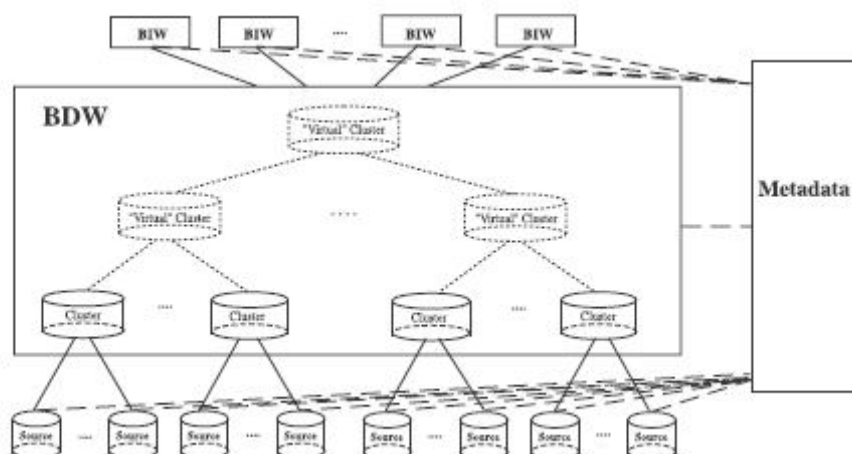 BIW BIW .... BIW BIW
BDW
"Virtual" Cluster
Metadata
"Virtual" Cluster .... "Virtual" Cluster
Cluster .... Cluster Cluster .... Cluster
Source .... Source Source .... Source Source .... Source Source .... Source